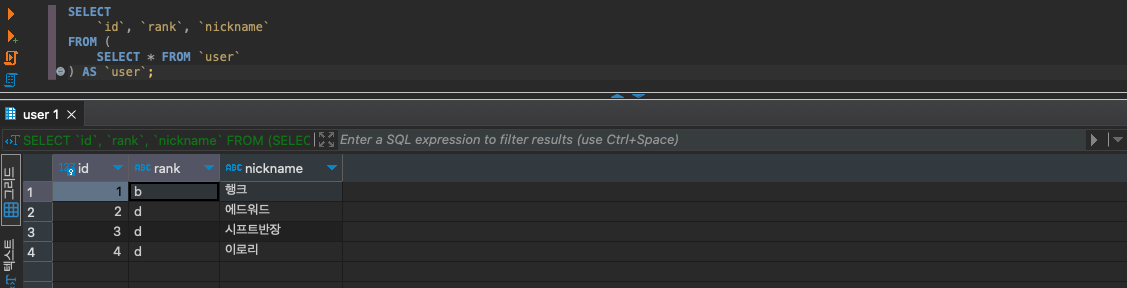 SELECT
`id`, `rank`, `nickname`
FROM (
SELECT * FROM `user`
) AS `user`;
user 1
SELECT `id`, `rank`, `nickname` FROM (SELEC
Enter a SQL expression to filter results (use Ctrl+Space)
그리드
텍스트
123 id ABC rank ABC nickname
1 1 b 행크
2 2 d 에드워드
3 3 d 시프트반장
4 4 d 이로리